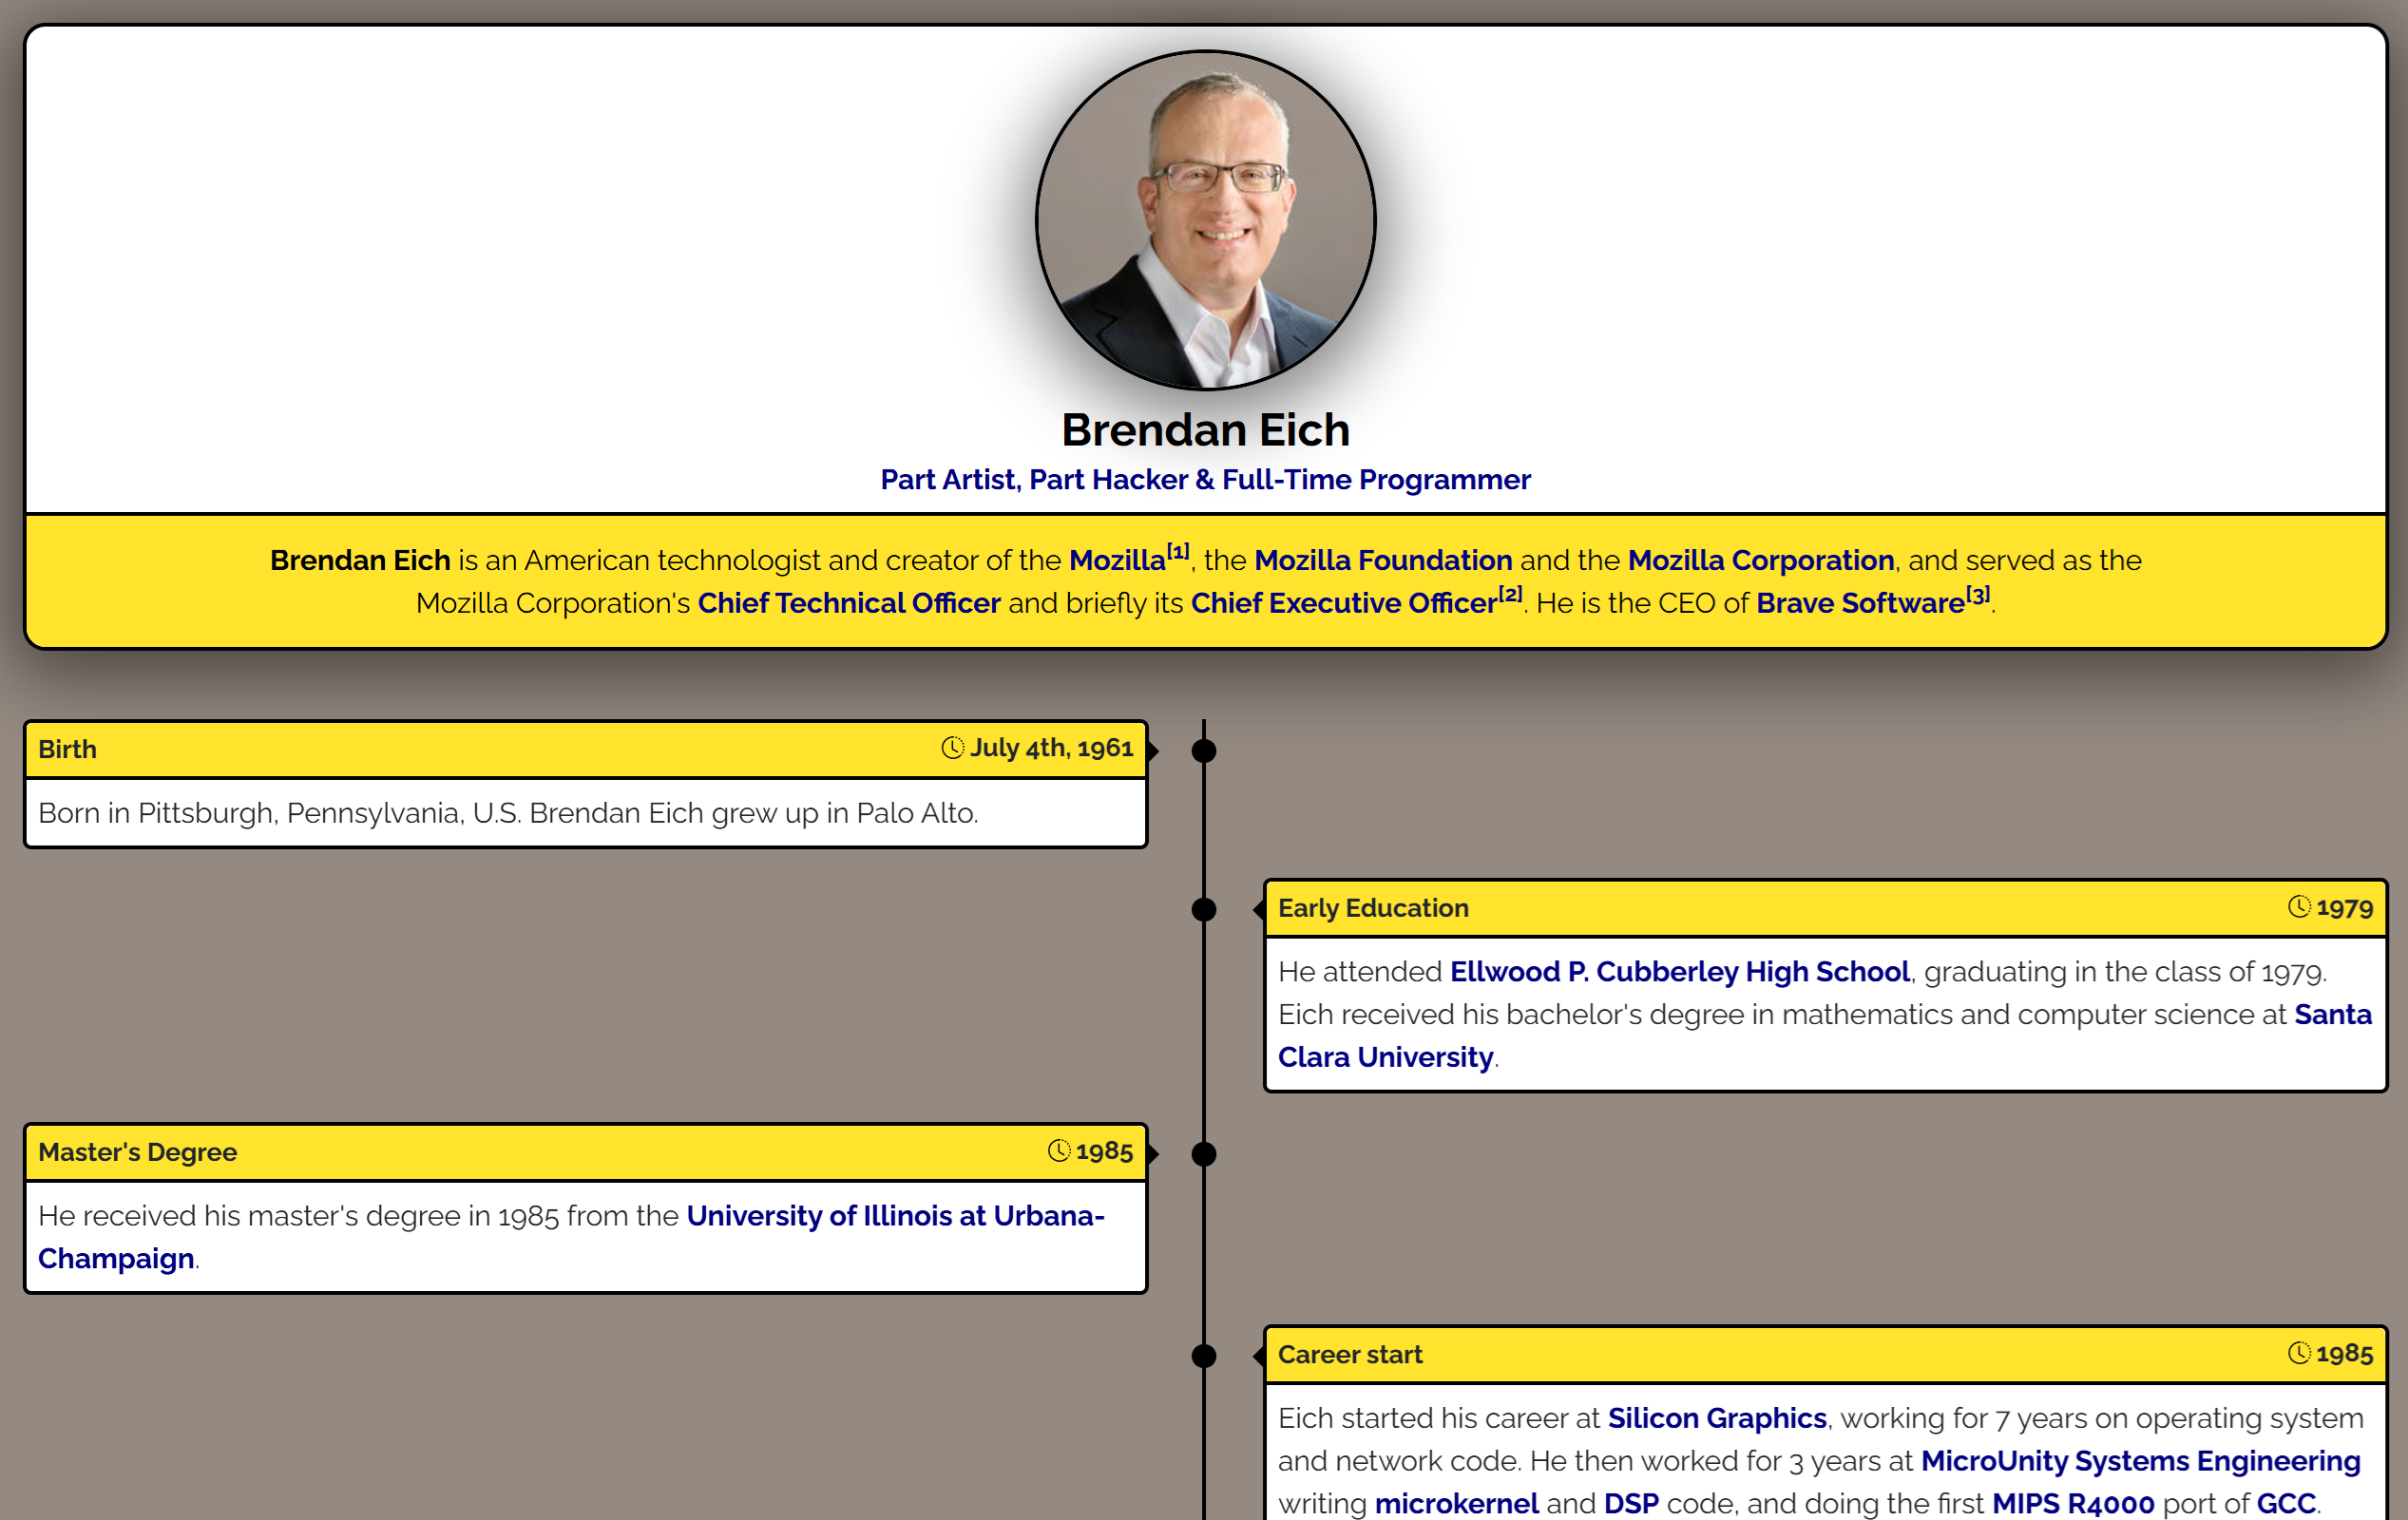 Brendan Eich
Part Artist, Part Hacker & Full-Time Programmer
Brendan Eich is an American technologist and creator of the Mozilla[1], the Mozilla Foundation and the Mozilla Corporation, and served as the
Mozilla Corporation's Chief Technical Officer and briefly its Chief Executive Officer[2]. He is the CEO of Brave Software[3].
Birth July 4th, 1961
Born in Pittsburgh, Pennsylvania, U.S. Brendan Eich grew up in Palo Alto.
Early Education 1979
He attended Ellwood P. Cubberley High School, graduating in the class of 1979.
Eich received his bachelor's degree in mathematics and computer science at Santa
Clara University.
Master's Degree 1985
He received his master's degree in 1985 from the University of Illinois at Urbana-
Champaign.
Career start 1985
Eich started his career at Silicon Graphics, working for 7 years on operating system
and network code. He then worked for 3 years at MicroUnity Systems Engineering
writing microkernel and DSP code, and doing the first MIPS R4000 port of GCC.